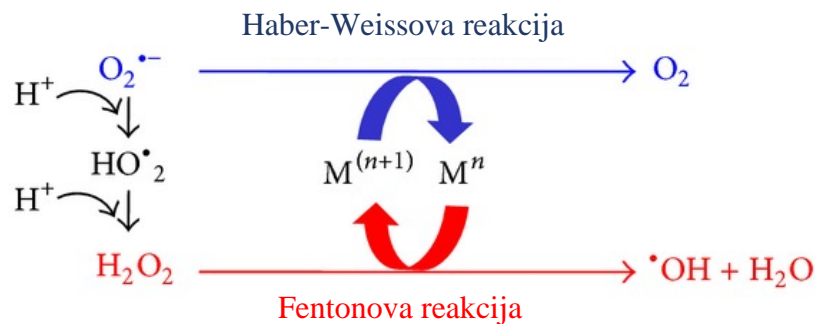 Haber-Weissova reakcija
O₂•⁻ O₂
H⁺
HO•₂ M⁽ⁿ⁺¹⁾ Mⁿ
H⁺
H₂O₂ •OH + H₂O
Fentonova reakcija